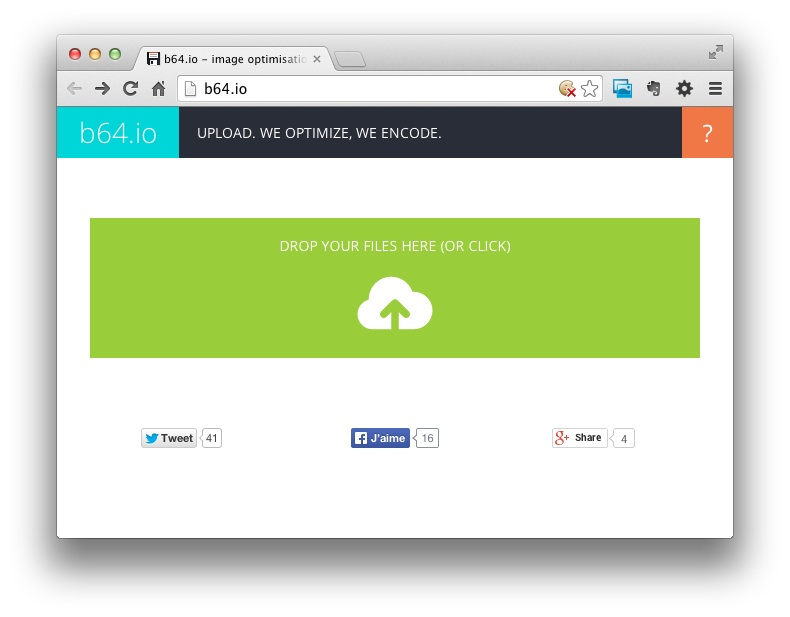 b64.io – image optimisatio
b64.io
b64.io
UPLOAD. WE OPTIMIZE, WE ENCODE.
?
DROP YOUR FILES HERE (OR CLICK)
Tweet 41
J'aime 16
g+ Share 4